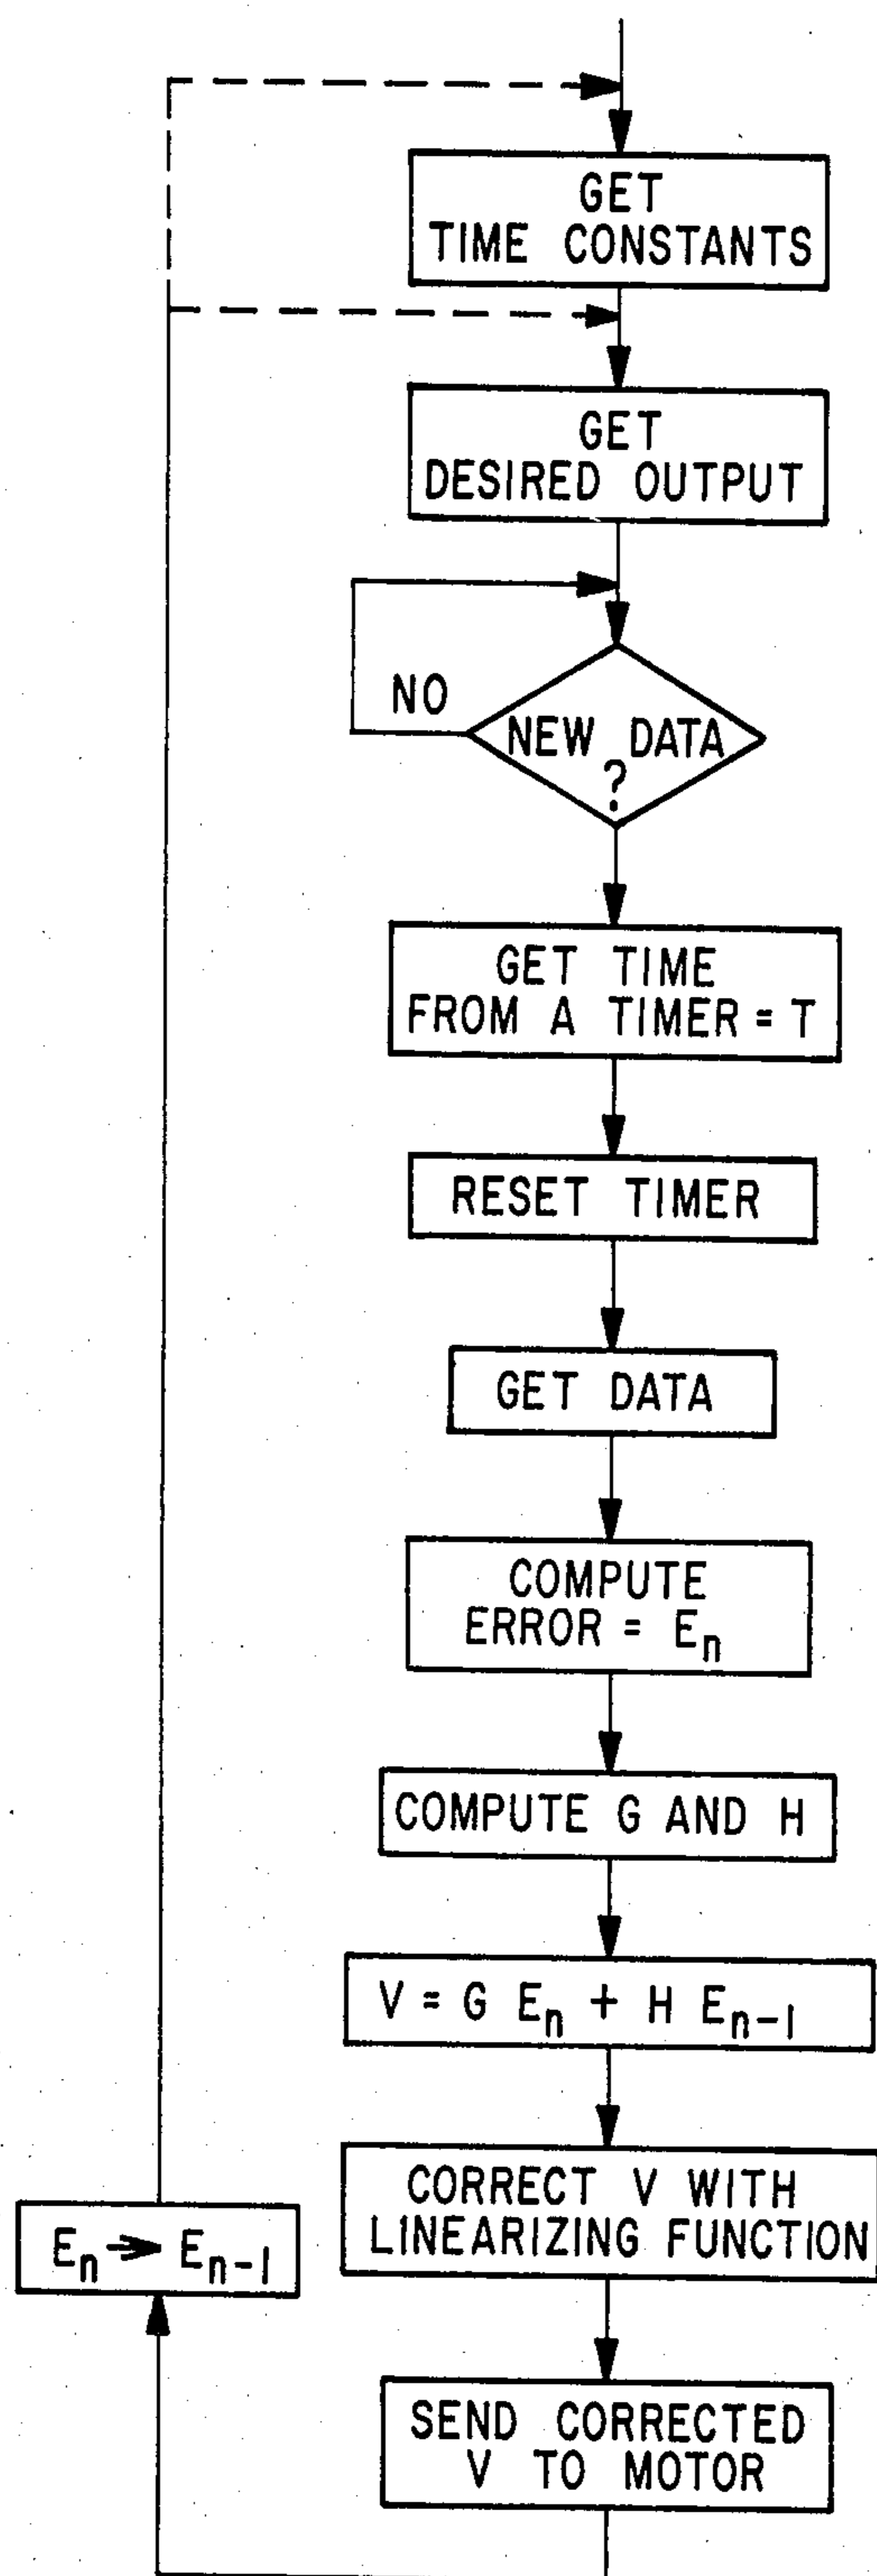 GET
TIME CONSTANTS
GET
DESIRED OUTPUT
NO
NEW DATA
?
GET TIME
FROM A TIMER = T
RESET TIMER
GET DATA
COMPUTE
ERROR = En
COMPUTE G AND H
V = G En + H En-1
CORRECT V WITH
LINEARIZING FUNCTION
En → En-1
SEND CORRECTED
V TO MOTOR